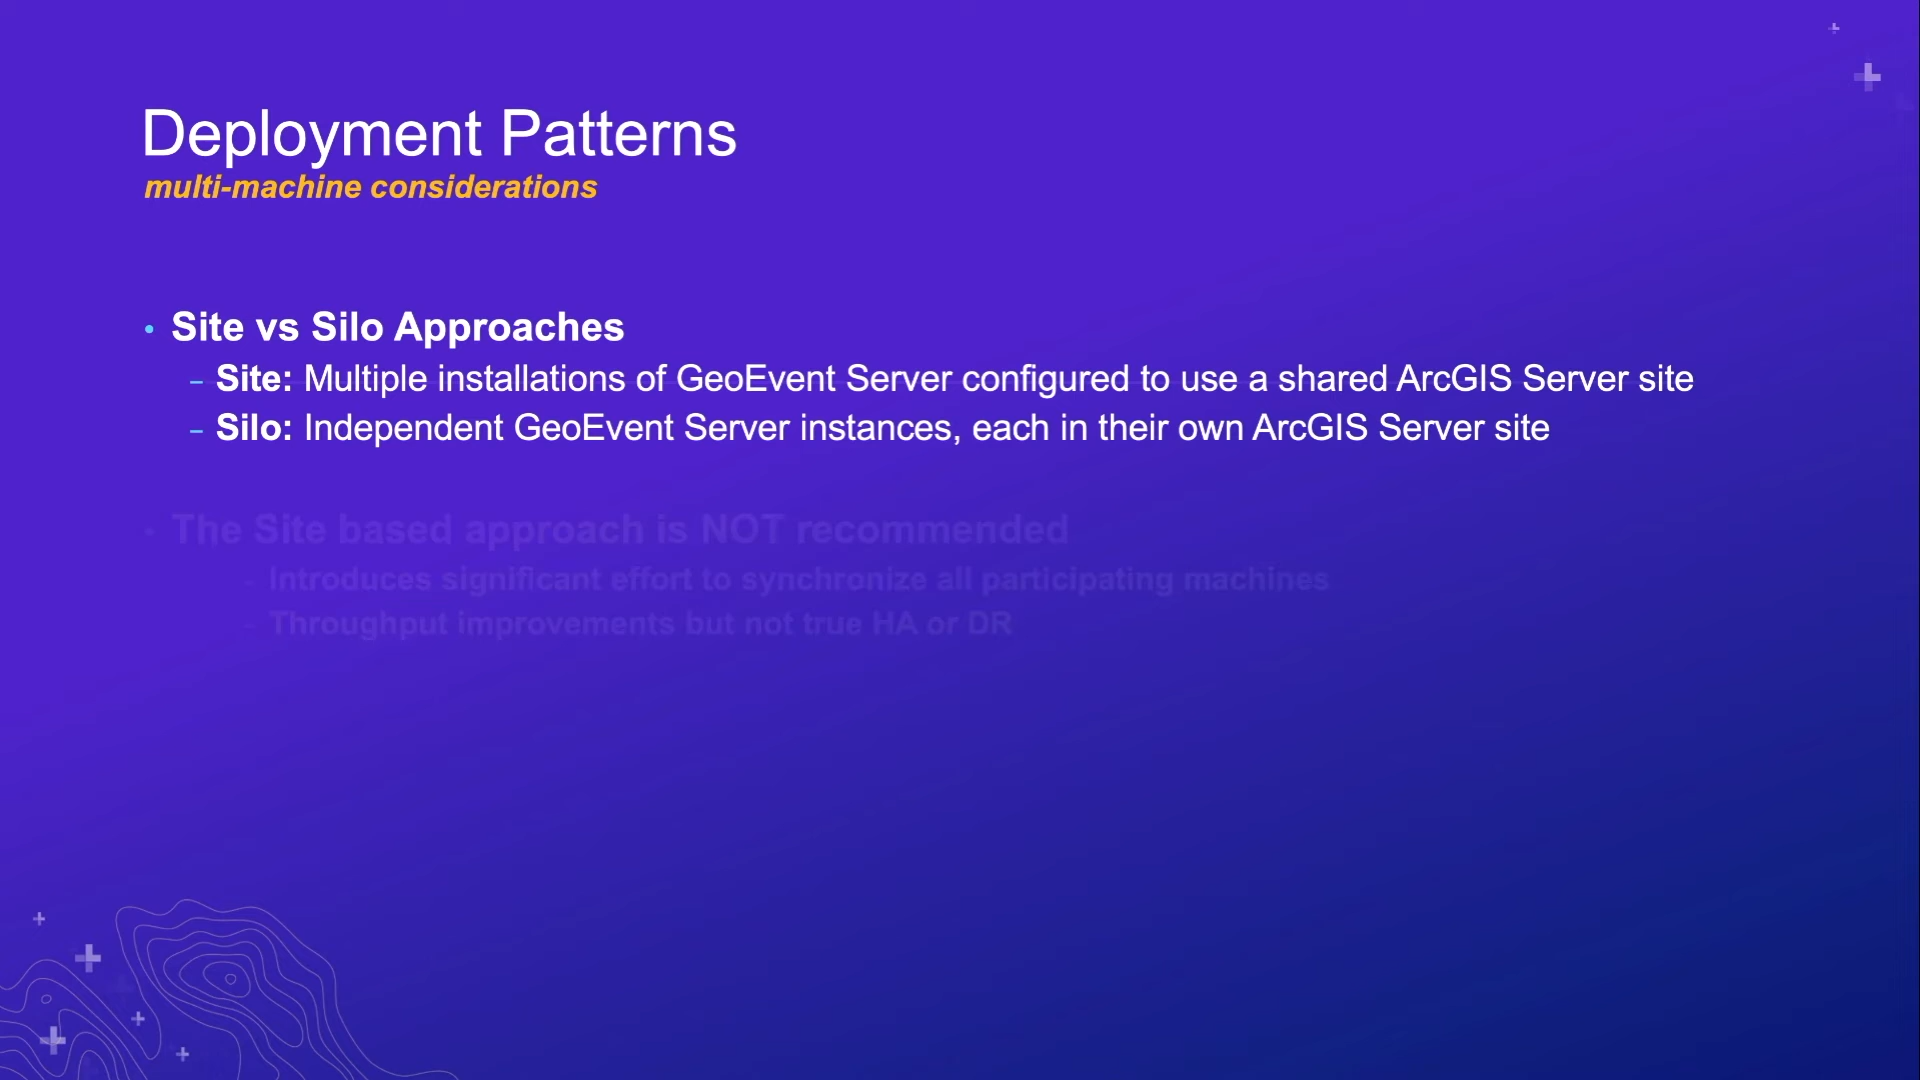 Deployment Patterns
multi-machine considerations
• Site vs Silo Approaches
– Site: Multiple installations of GeoEvent Server configured to use a shared ArcGIS Server site
– Silo: Independent GeoEvent Server instances, each in their own ArcGIS Server site
• The Site based approach is NOT recommended
- Introduces significant effort to synchronize all participating machines
- Throughput improvements but not true HA or DR